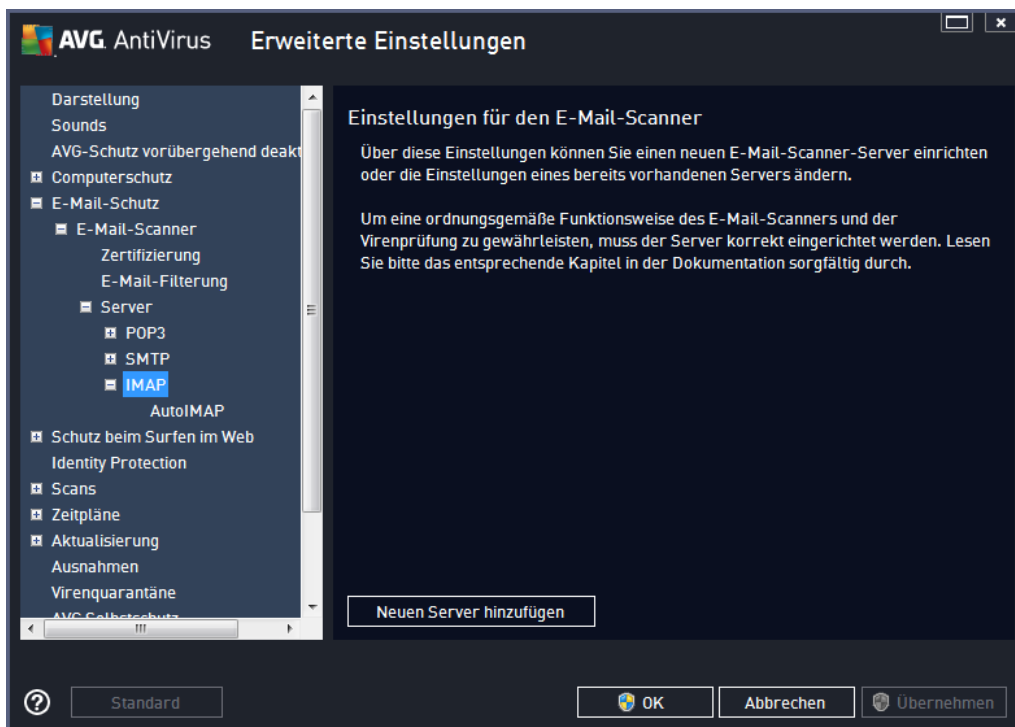 AVG. AntiVirus Erweiterte Einstellungen
Darstellung
Sounds
AVG-Schutz vorübergehend deakt
Computerschutz
E-Mail-Schutz
E-Mail-Scanner
Zertifizierung
E-Mail-Filterung
Server
POP3
SMTP
IMAP
AutoIMAP
Schutz beim Surfen im Web
Identity Protection
Scans
Zeitpläne
Aktualisierung
Ausnahmen
Virenquarantäne
AVG Selbstschutz
Einstellungen für den E-Mail-Scanner
Über diese Einstellungen können Sie einen neuen E-Mail-Scanner-Server einrichten
oder die Einstellungen eines bereits vorhandenen Servers ändern.
Um eine ordnungsgemäße Funktionsweise des E-Mail-Scanners und der
Virenprüfung zu gewährleisten, muss der Server korrekt eingerichtet werden. Lesen
Sie bitte das entsprechende Kapitel in der Dokumentation sorgfältig durch.
Neuen Server hinzufügen
Standard
OK
Abbrechen
Übernehmen